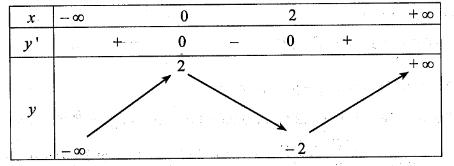 x −∞ 0 2 +∞
y' + 0 − 0 +
2 +∞
y
−∞ −2